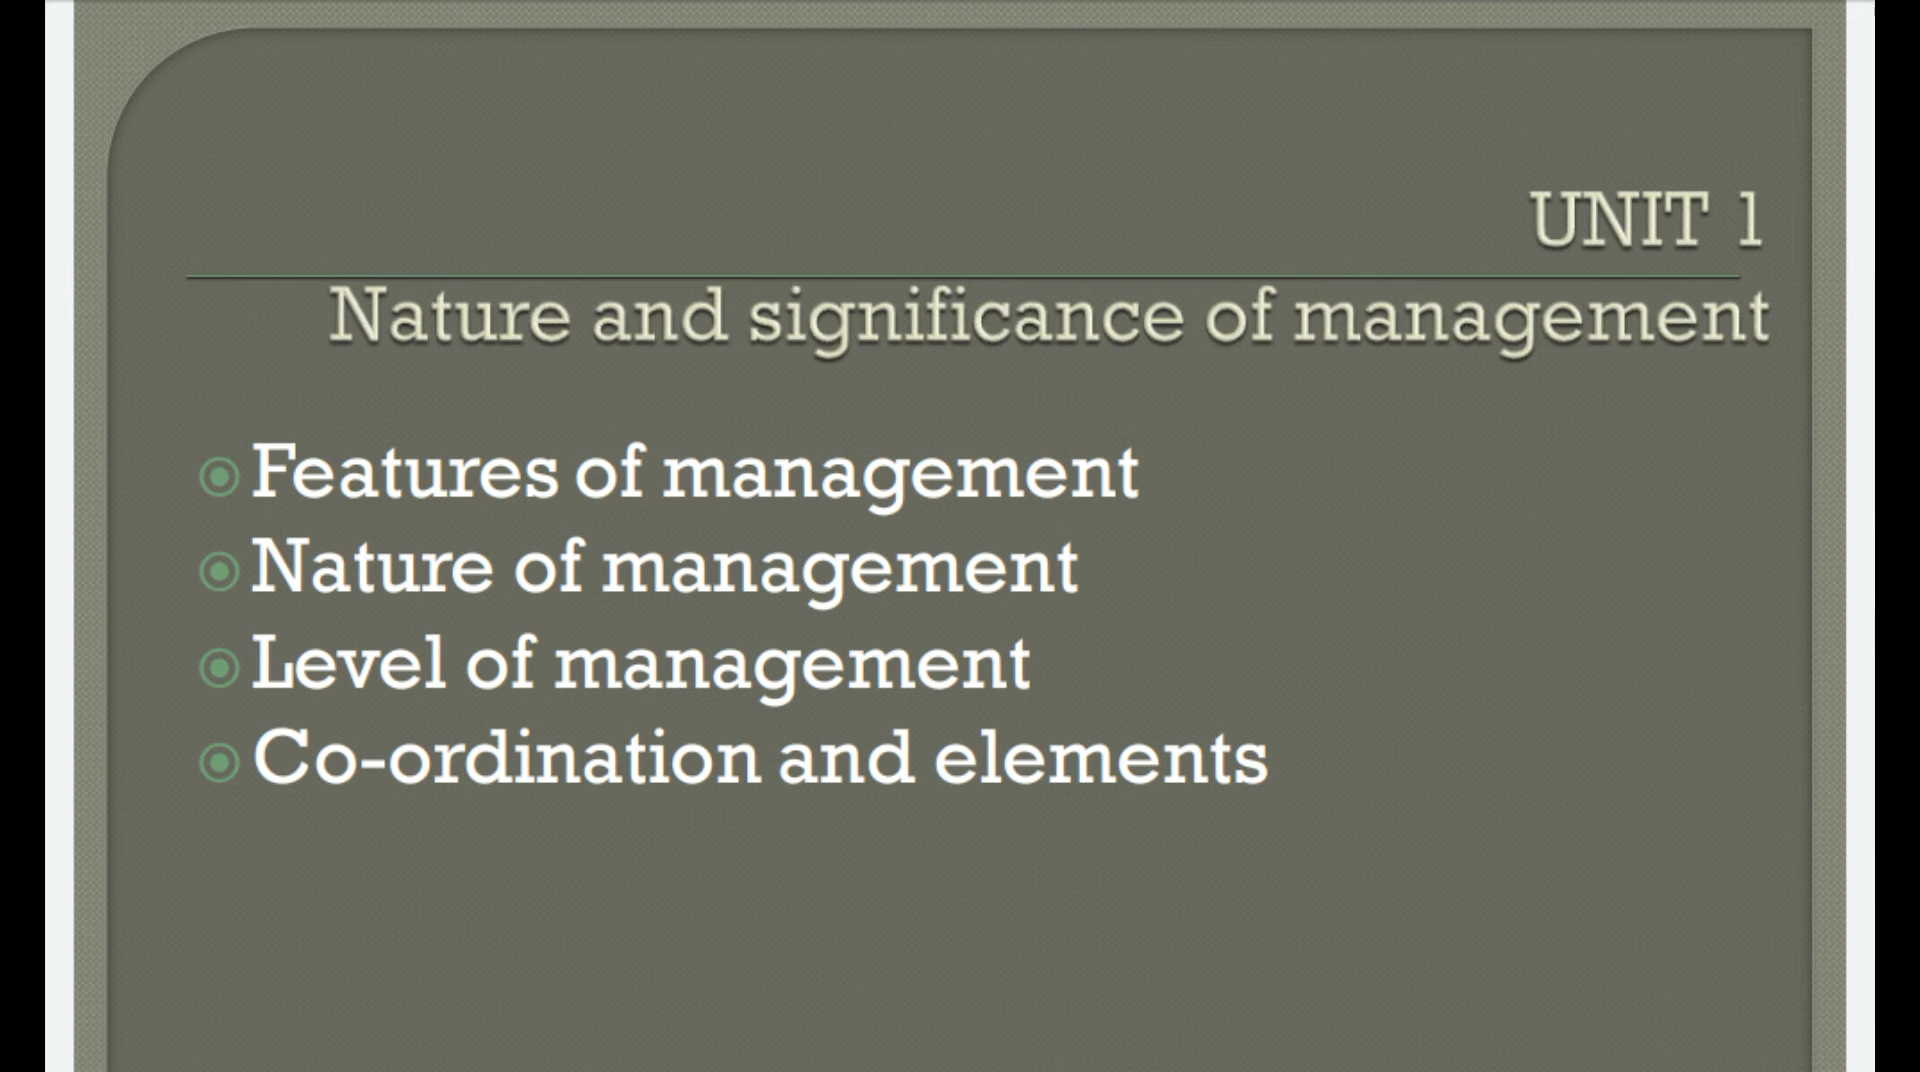 UNIT 1
Nature and significance of management
Features of management
Nature of management
Level of management
Co-ordination and elements